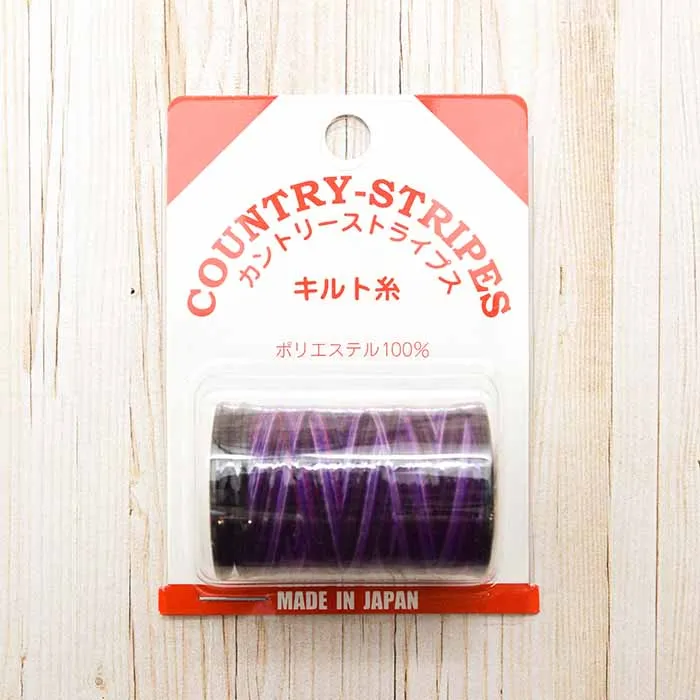 COUNTRY-STRIPES
カントリーストライプス
キルト糸
ポリエステル100%
MADE IN JAPAN